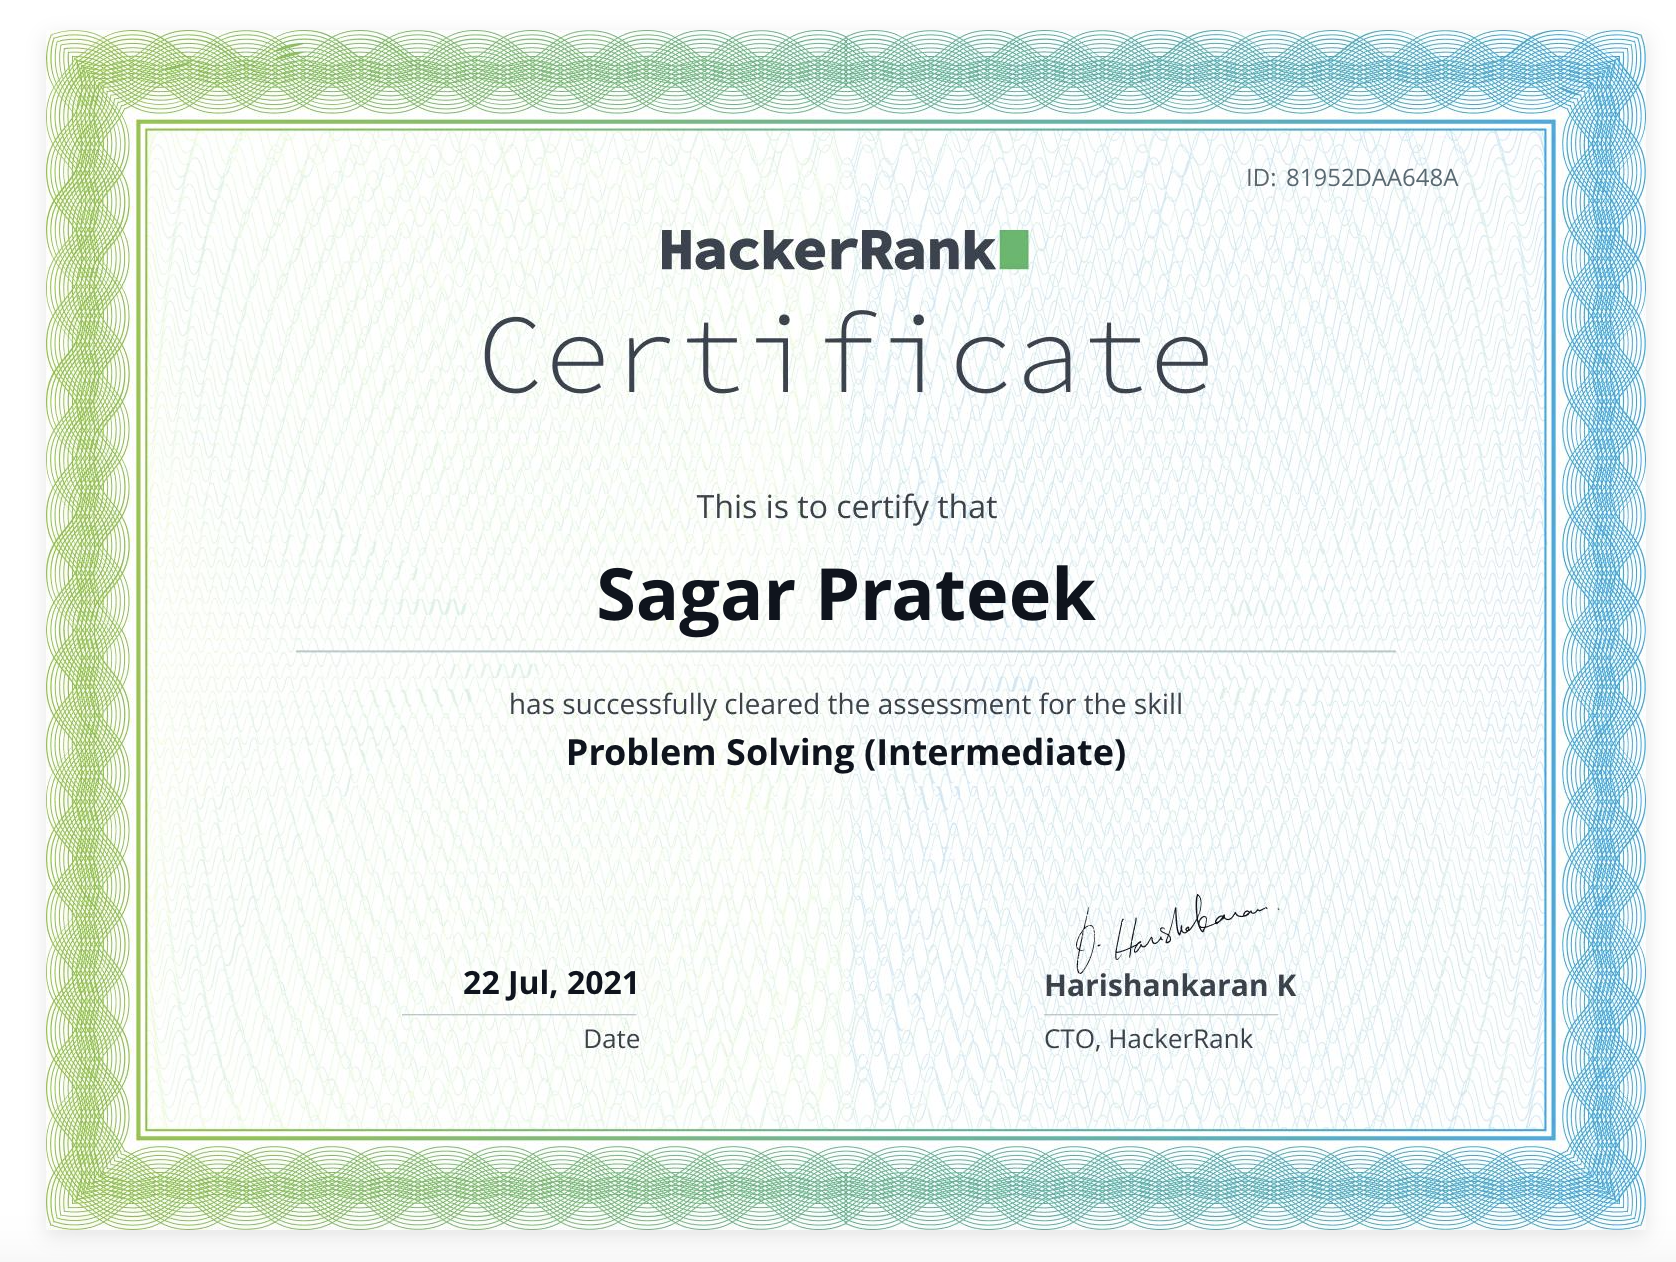 ID: 81952DAA648A
HackerRank
Certificate
This is to certify that
Sagar Prateek
has successfully cleared the assessment for the skill
Problem Solving (Intermediate)
J. Harishankaran
22 Jul, 2021
Harishankaran K
Date
CTO, HackerRank